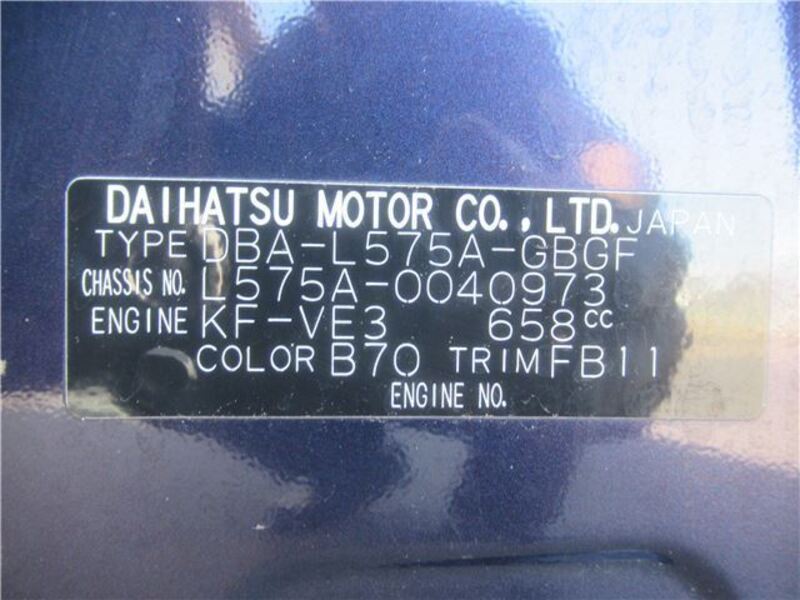 DAIHATSU MOTOR CO., LTD. JAPAN
TYPE DBA-L575A-GBGF
CHASSIS NO. L575A-0040973
ENGINE KF-VE3 658cc
COLOR B70 TRIM FB11
ENGINE NO.